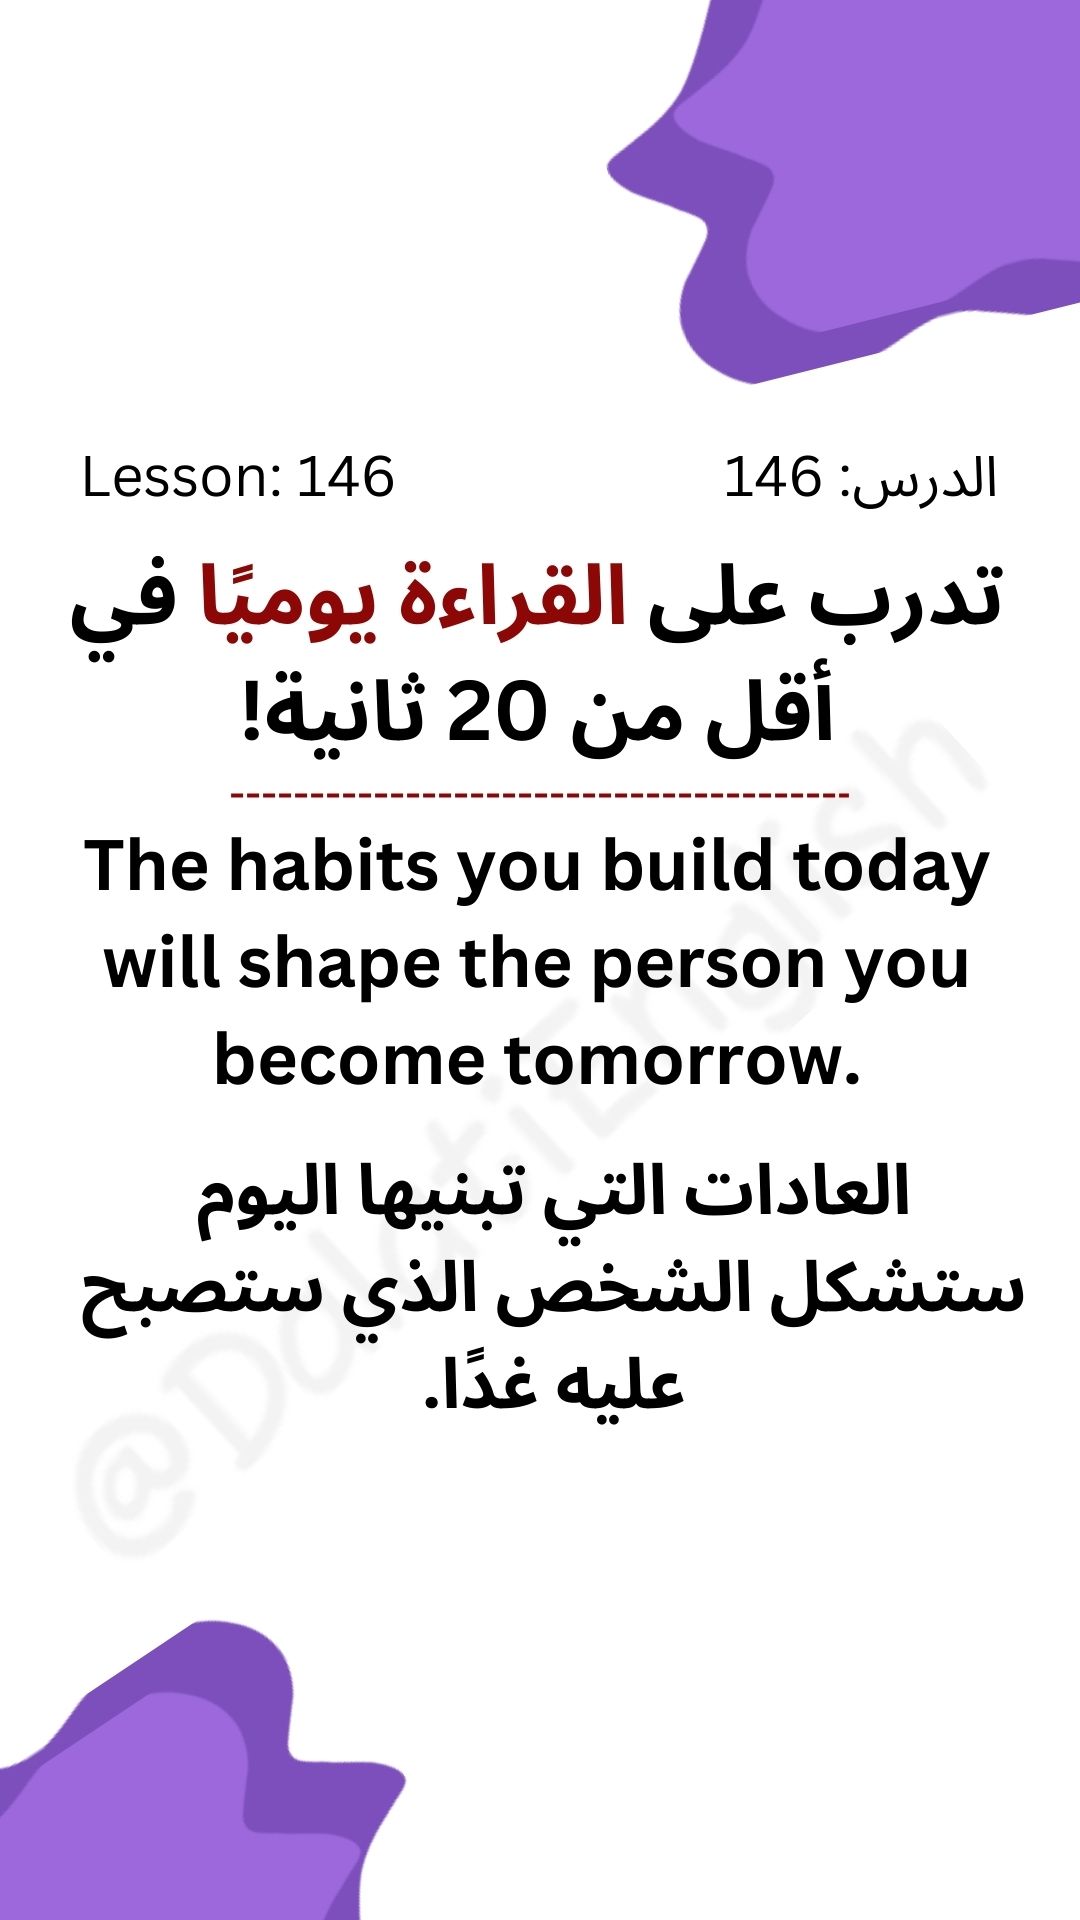 Lesson: 146
الدرس: 146
تدرب على القراءة يوميًا في
أقل من 20 ثانية!
--------------------------------------
The habits you build today
will shape the person you
become tomorrow.
العادات التي تبنيها اليوم
ستشكل الشخص الذي ستصبح
عليه غدًا.
@DalatiEnglish